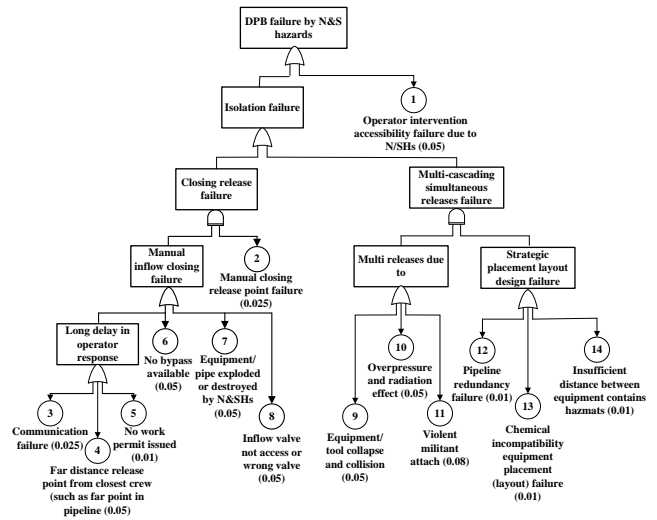 DPB failure by N&S
hazards
Isolation failure
1
Operator intervention
accessibility failure due to
N/SHs (0.05)
Closing release
failure
Multi-cascading
simultaneous
releases failure
Manual
inflow closing
failure
2
Manual closing
release point failure
(0.025)
Multi releases due
to
Strategic
placement layout
design failure
Long delay in
operator
response
6
No bypass
available
(0.05)
7
Equipment/
pipe exploded
or destroyed
by N&SHs
(0.05)
8
Inflow valve
not access or
wrong valve
(0.05)
10
Overpressure
and radiation
effect (0.05)
12
Pipeline
redundancy
failure (0.01)
14
Insufficient
distance between
equipment contains
hazmats (0.01)
3
Communication
failure (0.025)
4
Far distance release
point from closest crew
(such as far point in
pipeline (0.05)
5
No work
permit issued
(0.01)
9
Equipment/
tool collapse
and collision
(0.05)
11
Violent
militant
attach (0.08)
13
Chemical
incompatibility
equipment
placement
(layout) failure
(0.01)